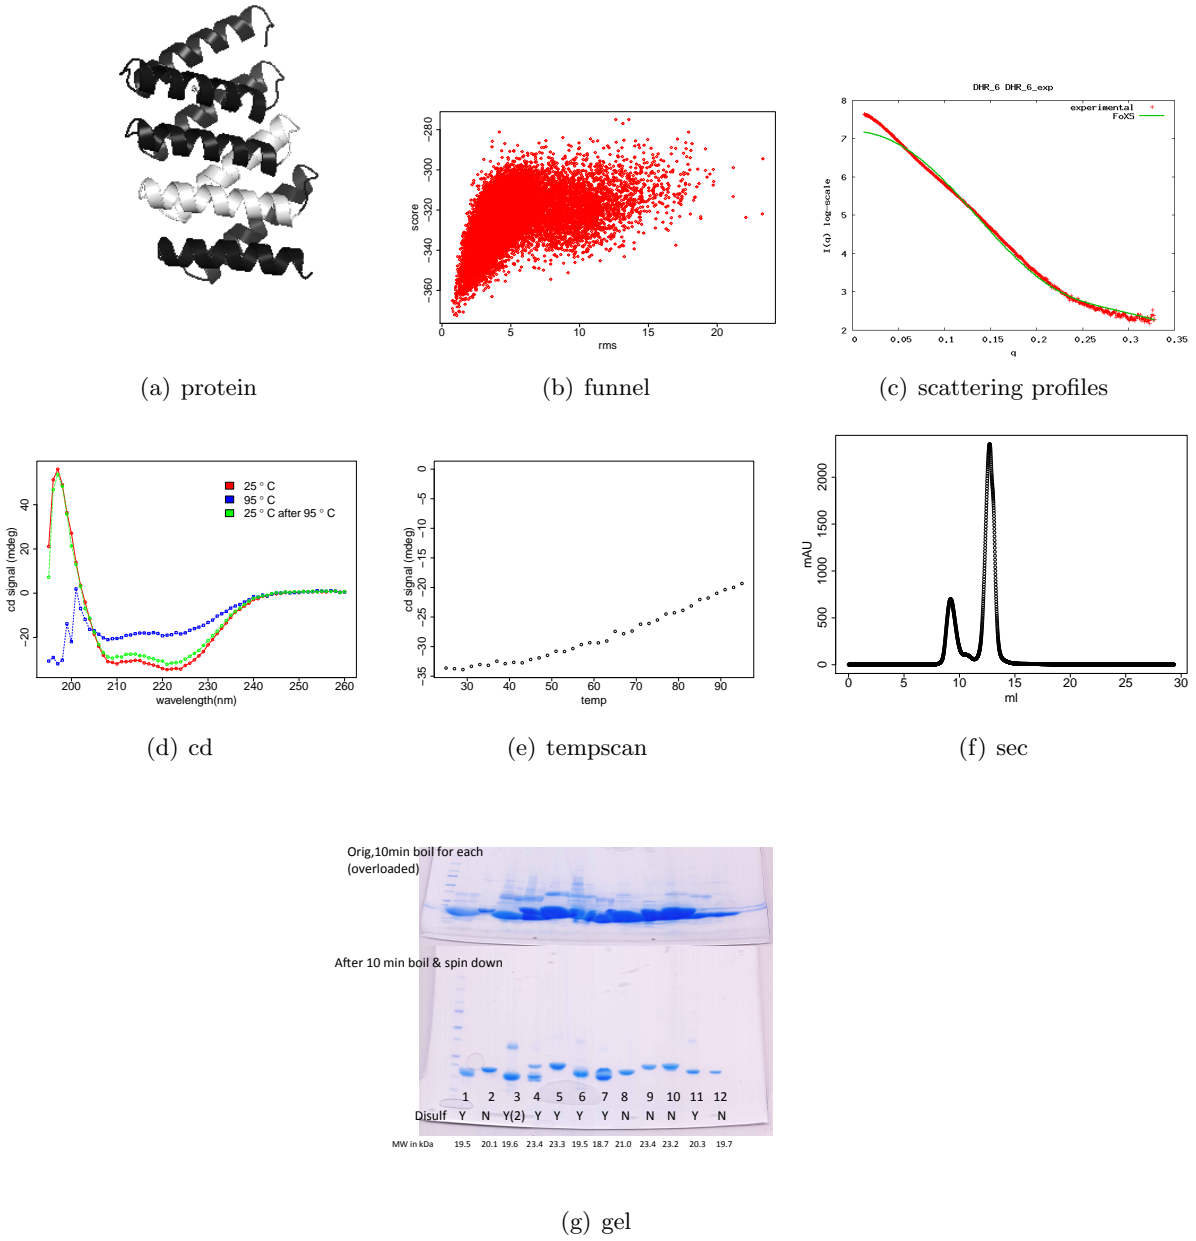 (a) protein
-280
-300
-320
-340
-360
score
0 5 10 15 20
rms
(b) funnel
DHR_6 DHR_6_exp
experimental
FoXS
8
7
6
5
4
3
2
I(q) log-scale
0 0.05 0.1 0.15 0.2 0.25 0.3 0.35
q
(c) scattering profiles
25 ° C
95 ° C
25 ° C after 95 ° C
40
20
0
-20
cd signal (mdeg)
200 210 220 230 240 250 260
wavelength(nm)
(d) cd
0
-5
-10
-15
-20
-25
-30
-35
cd signal (mdeg)
30 40 50 60 70 80 90
temp
(e) tempscan
2000
1500
1000
500
0
mAU
0 5 10 15 20 25 30
ml
(f) sec
Orig,10min boil for each
(overloaded)
After 10 min boil & spin down
1 2 3 4 5 6 7 8 9 10 11 12
Disulf Y N Y(2) Y Y Y Y N N N Y N
MW in kDa 19.5 20.1 19.6 23.4 23.3 19.5 18.7 21.0 23.4 23.2 20.3 19.7
(g) gel